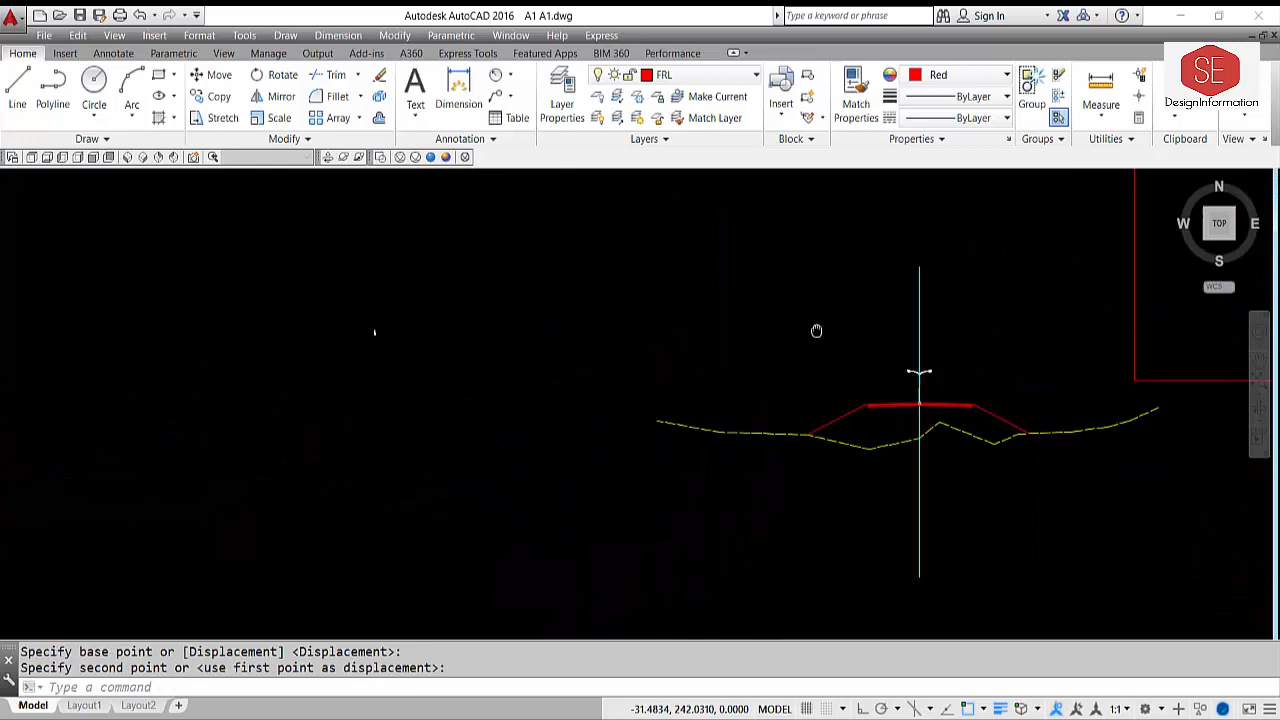 Autodesk AutoCAD 2016 A1 A1.dwg
Type a keyword or phrase
Sign In
File Edit View Insert Format Tools Draw Dimension Modify Parametric Window Help Express
Home Insert Annotate Parametric View Manage Output Add-ins A360 Express Tools Featured Apps BIM 360 Performance
Line Polyline Circle Arc
Move Rotate Trim
Copy Mirror Fillet
Stretch Scale Array
Text Dimension Table
Layer Properties
FRL
Make Current
Match Layer
Insert
Match Properties
Red
ByLayer
ByLayer
Group
Measure
SE
DesignInformation
Draw Modify Annotation Layers Block Properties Groups Utilities Clipboard View
N
W TOP E
S
WCS
Specify base point or [Displacement] <Displacement>:
Specify second point or <use first point as displacement>:
Type a command
Model Layout1 Layout2 +
-31.4834, 242.0310, 0.0000 MODEL 1:1